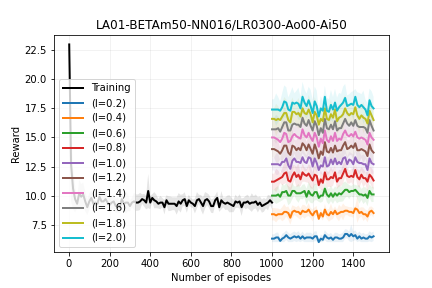 LA01-BETAm50-NN016/LR0300-Ao00-Ai50
22.5
20.0
17.5
15.0
12.5
10.0
7.5
Reward
Training
(l=0.2)
(l=0.4)
(l=0.6)
(l=0.8)
(l=1.0)
(l=1.2)
(l=1.4)
(l=1.6)
(l=1.8)
(l=2.0)
0 200 400 600 800 1000 1200 1400
Number of episodes